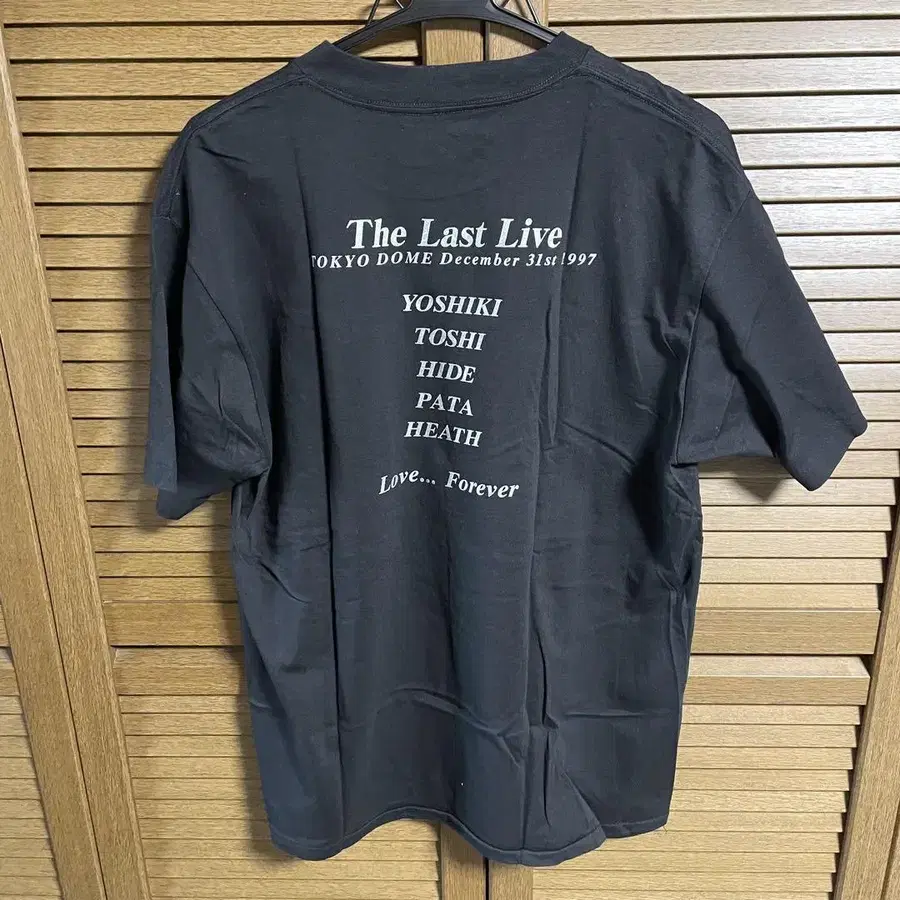 The Last Live
TOKYO DOME December 31st 1997
YOSHIKI
TOSHI
HIDE
PATA
HEATH
Love... Forever